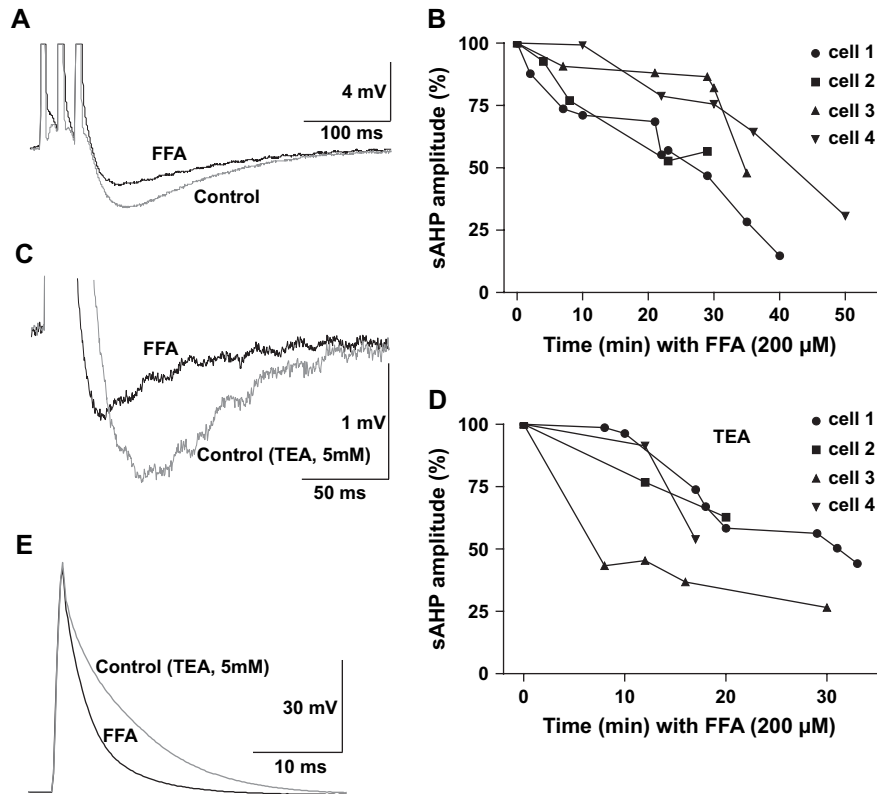 A
4 mV
100 ms
FFA
Control
B
100
75
50
25
0
sAHP amplitude (%)
cell 1
cell 2
cell 3
cell 4
0 10 20 30 40 50
Time (min) with FFA (200 µM)
C
FFA
1 mV
Control (TEA, 5mM)
50 ms
D
100
75
50
25
0
sAHP amplitude (%)
TEA
cell 1
cell 2
cell 3
cell 4
0 10 20 30
Time (min) with FFA (200 µM)
E
Control (TEA, 5mM)
30 mV
FFA
10 ms